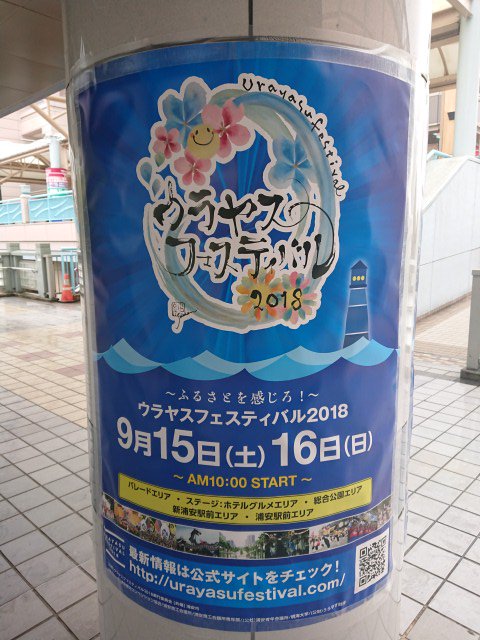 Urayasu festival
ウラヤスの
フェスティバル
2018
～ふるさとを感じろ！～
ウラヤスフェスティバル2018
9月15日(土) 16日(日)
～ AM10:00 START ～
パレードエリア ・ ステージ：ホテルグルメエリア ・ 総合公園エリア
新浦安駅前エリア ・ 浦安駅前エリア
最新情報は公式サイトをチェック！
http://urayasufestival.com/